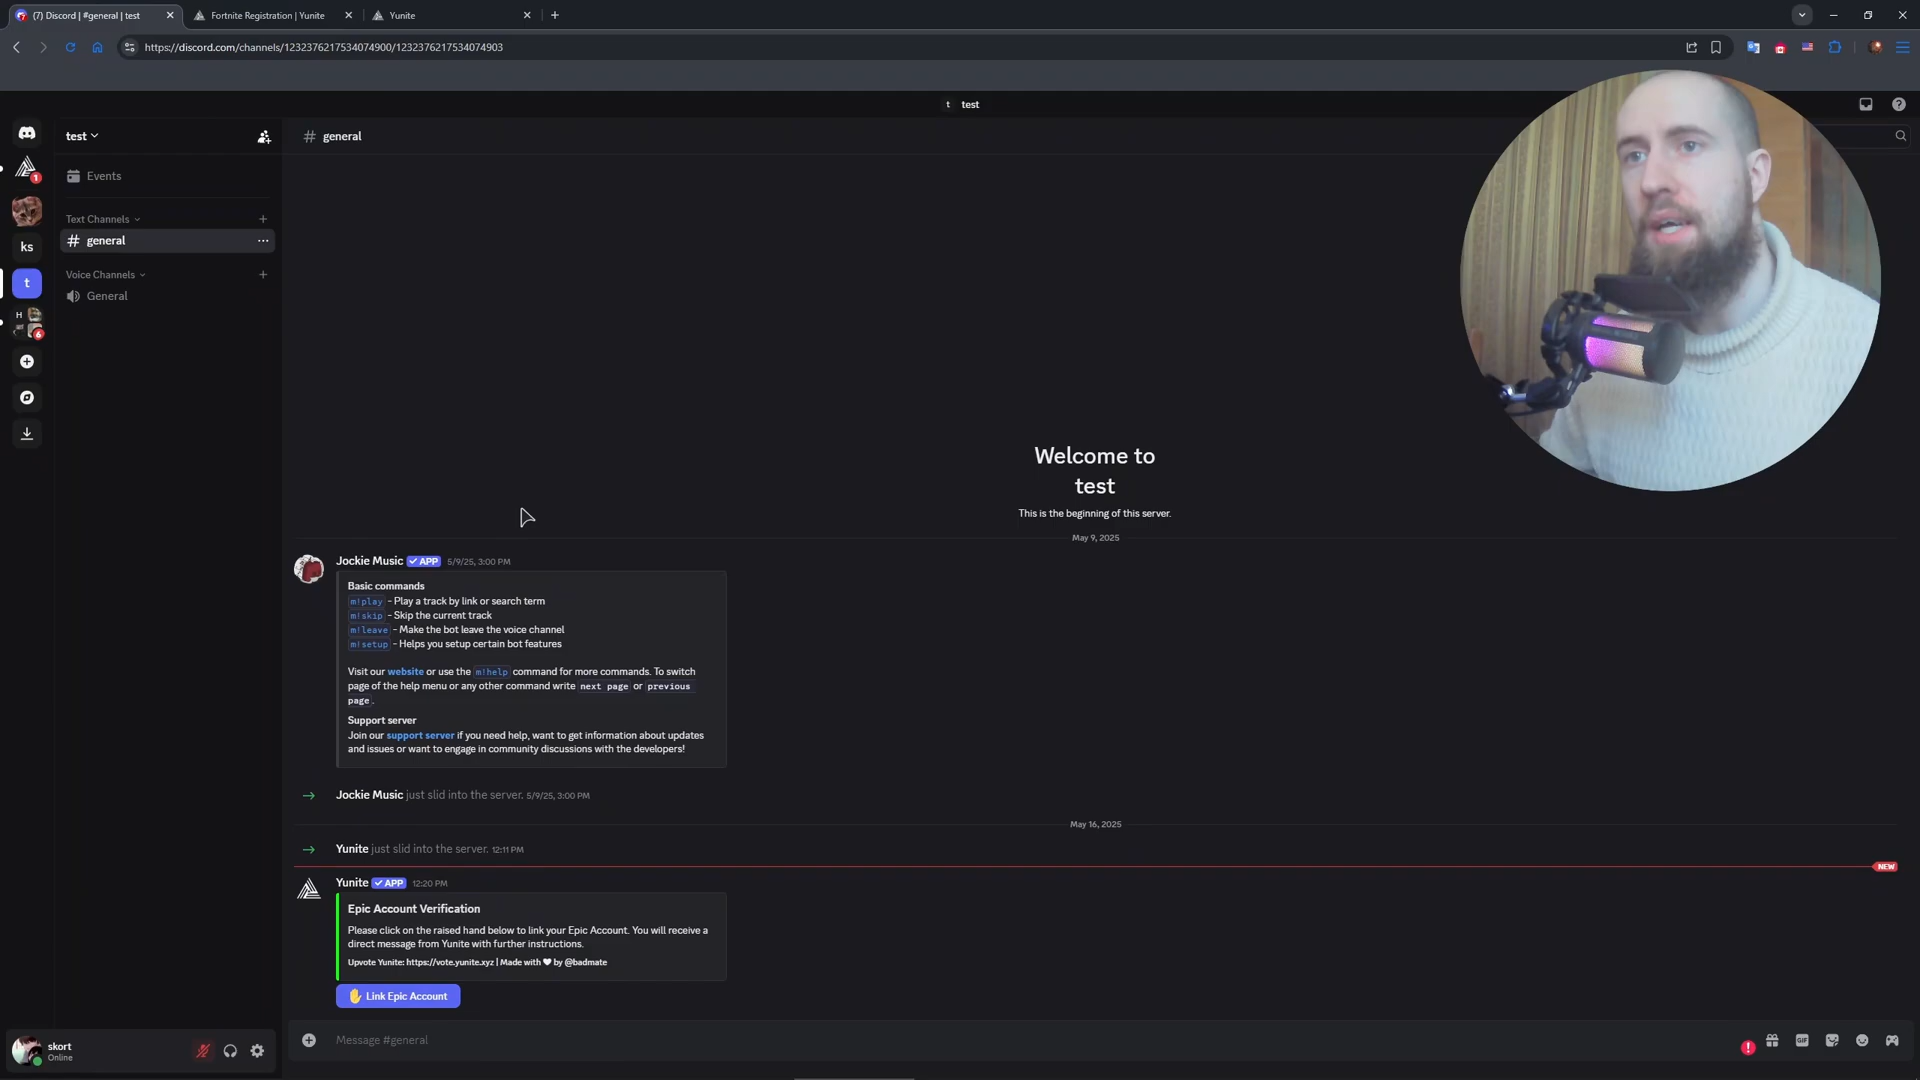 (7) Discord | #general | test
Fortnite Registration | Yunite
Yunite
https://discord.com/channels/1232376217534074900/1232376217534074903
t test
test
# general
Events
1
Text Channels
# general
ks
Voice Channels
t
General
H
6
Welcome to
test
This is the beginning of this server.
May 9, 2025
Jockie Music APP 5/9/25, 3:00 PM
Basic commands
m!play - Play a track by link or search term
m!skip - Skip the current track
m!leave - Make the bot leave the voice channel
m!setup - Helps you setup certain bot features
Visit our website or use the m!help command for more commands. To switch
page of the help menu or any other command write next page or previous
page.
Support server
Join our support server if you need help, want to get information about updates
and issues or want to engage in community discussions with the developers!
Jockie Music just slid into the server. 5/9/25, 3:00 PM
May 16, 2025
Yunite just slid into the server. 12:11 PM
NEW
Yunite APP 12:20 PM
Epic Account Verification
Please click on the raised hand below to link your Epic Account. You will receive a
direct message from Yunite with further instructions.
Upvote Yunite: https://vote.yunite.xyz | Made with ❤ by @badmate
✋ Link Epic Account
skort
Online
Message #general
GIF